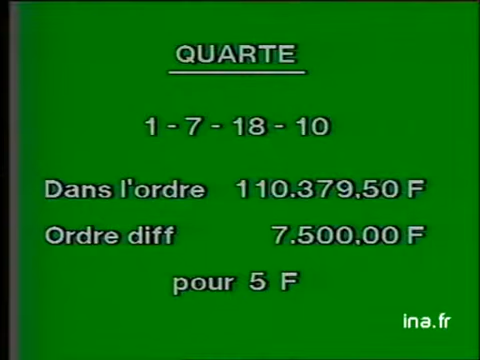 QUARTE
1 - 7 - 18 - 10
Dans l'ordre 110.379,50 F
Ordre diff 7.500,00 F
pour 5 F
ina.fr